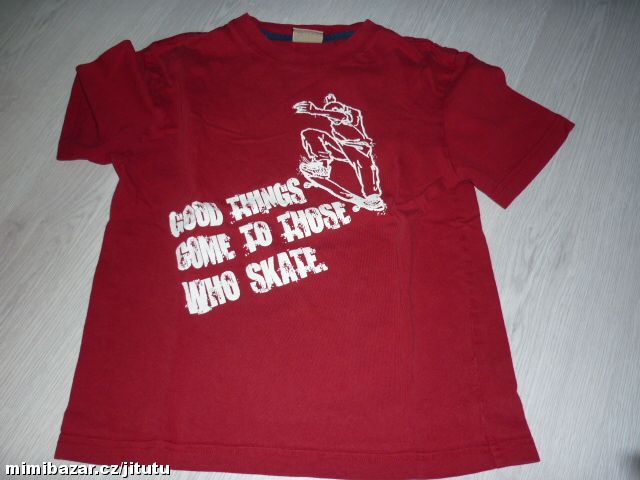 GOOD THINGS
COME TO THOSE
WHO SKATE.
mimibazar.cz/jitutu